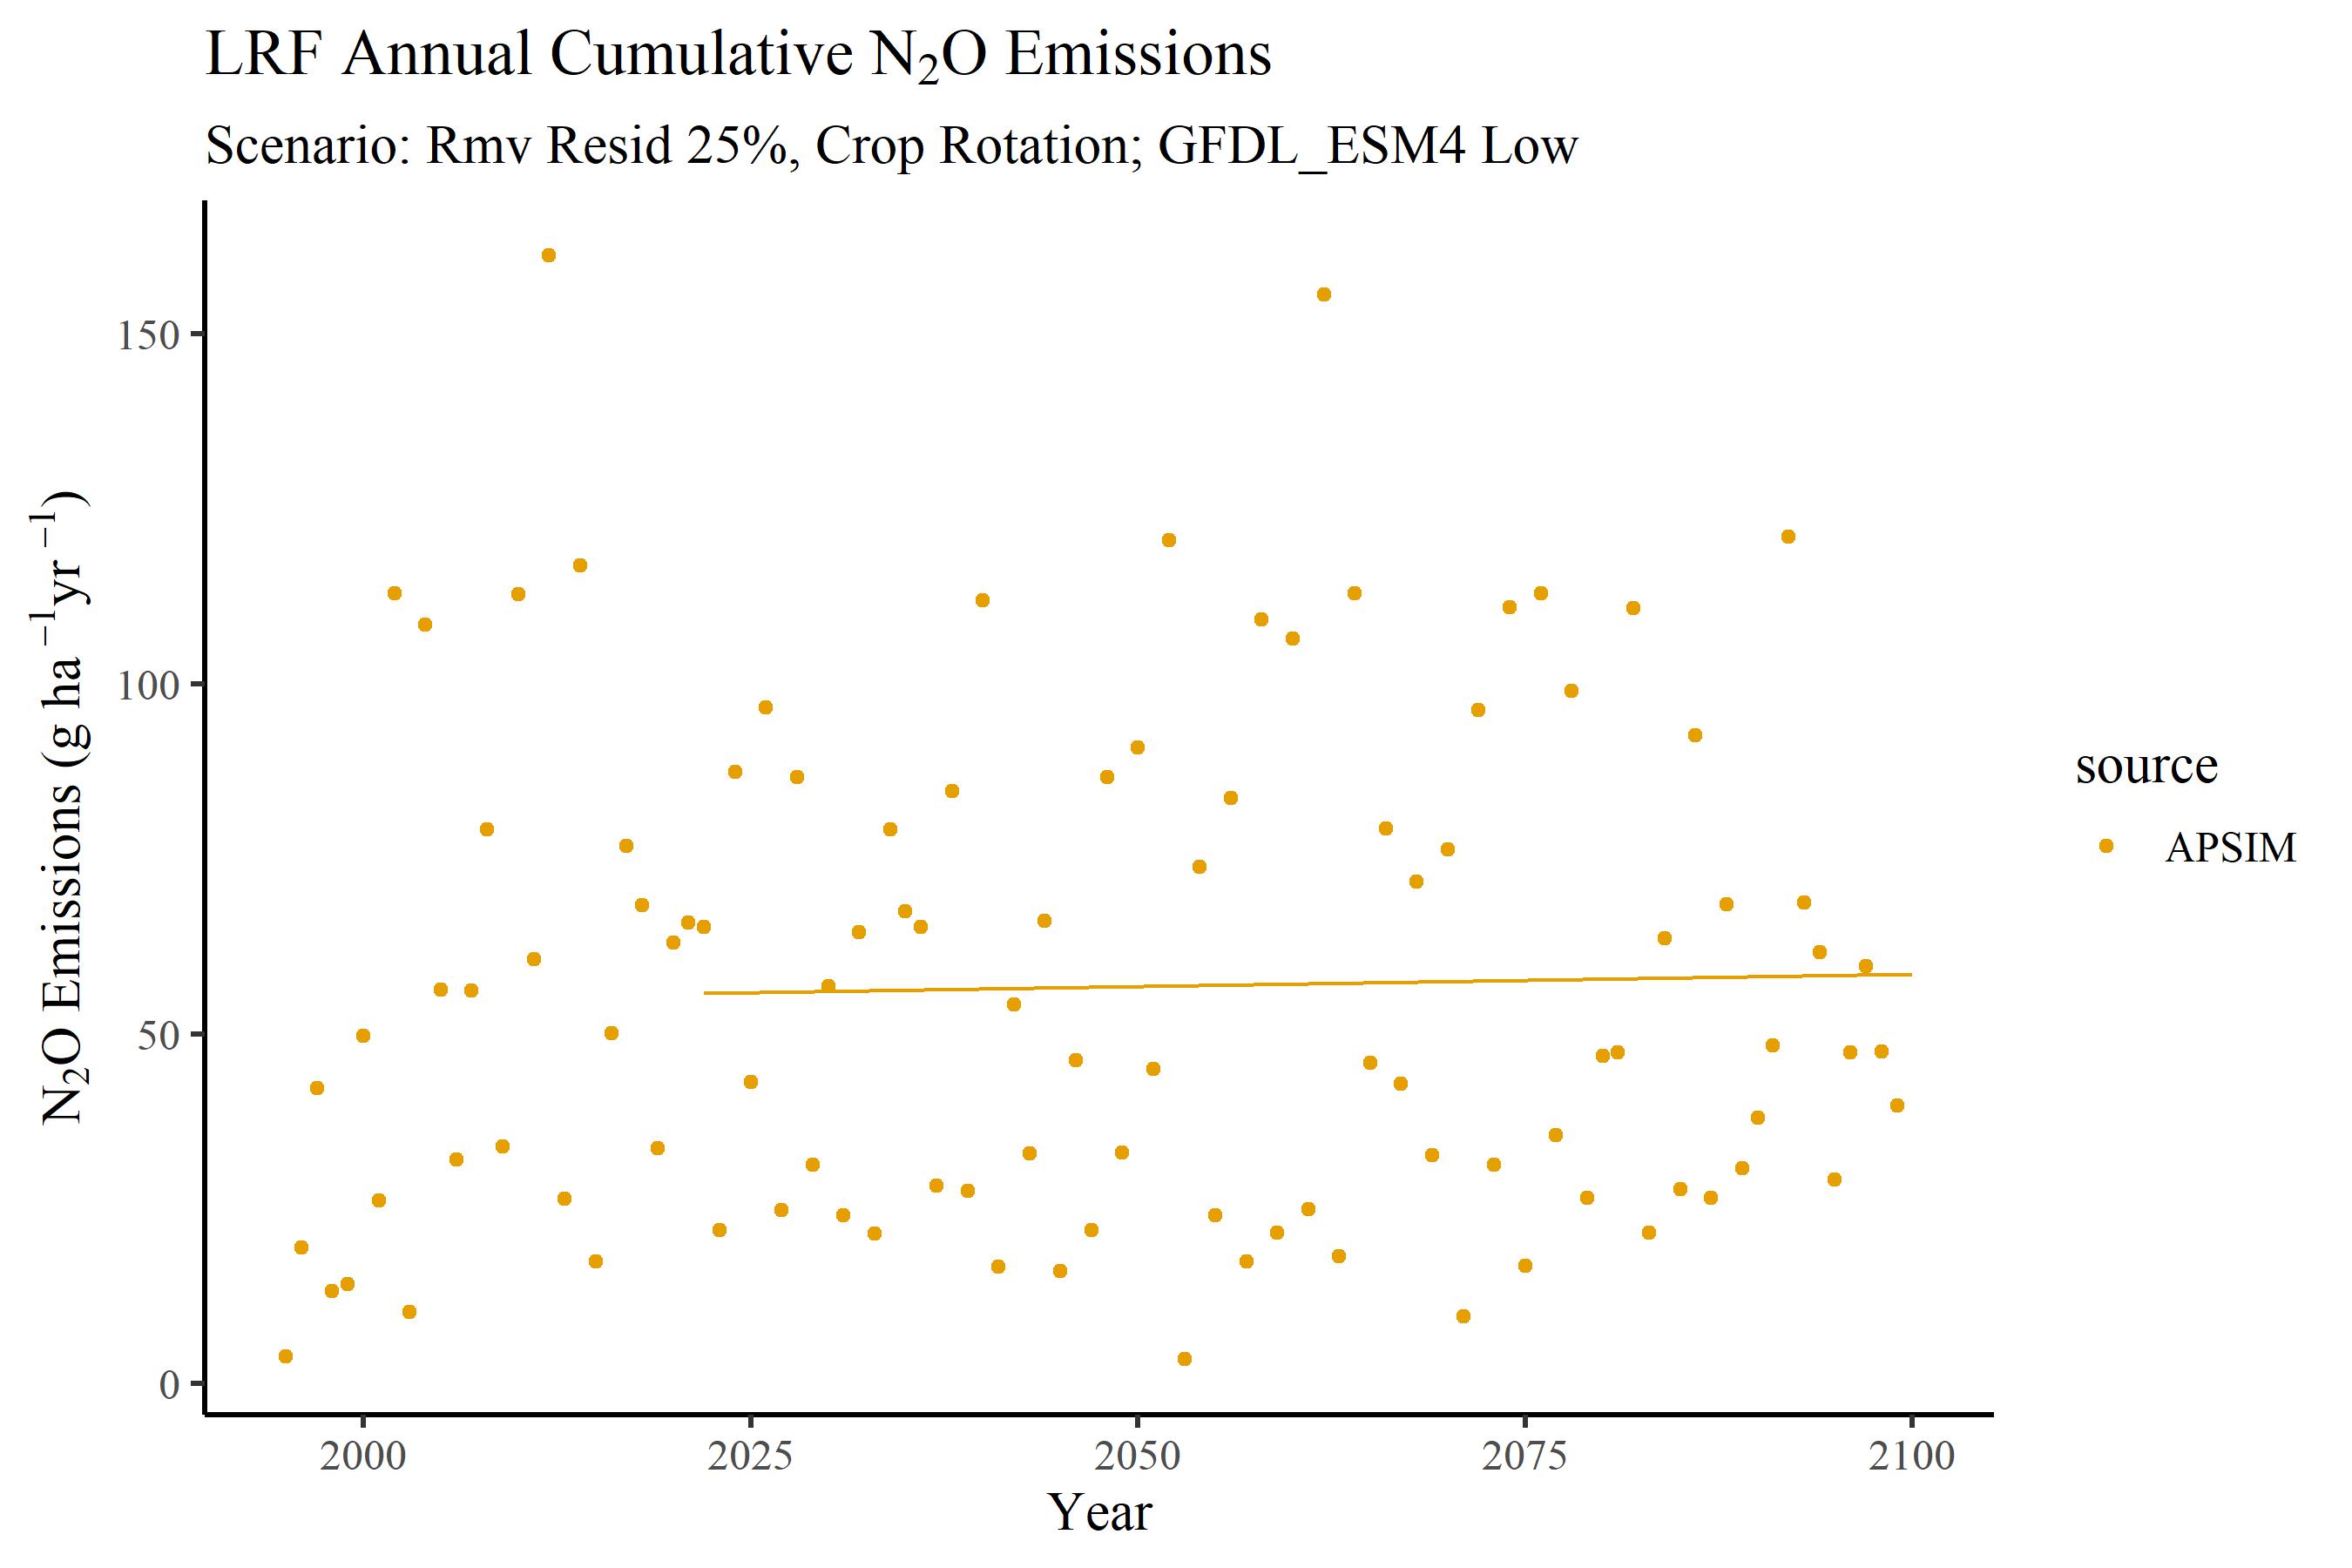 LRF Annual Cumulative N₂O Emissions
Scenario: Rmv Resid 25%, Crop Rotation; GFDL_ESM4 Low
N₂O Emissions (g ha ⁻¹yr ⁻¹)
150
100
50
0
2000 2025 2050 2075 2100
Year
source
APSIM